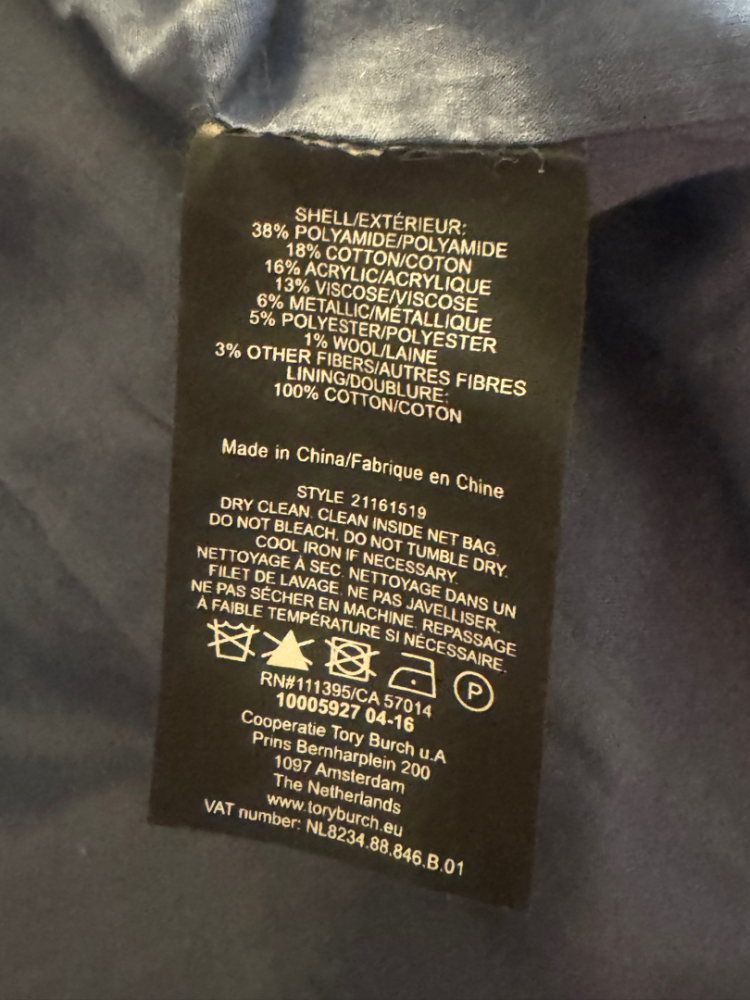 SHELL/EXTÉRIEUR:
38% POLYAMIDE/POLYAMIDE
18% COTTON/COTON
16% ACRYLIC/ACRYLIQUE
13% VISCOSE/VISCOSE
6% METALLIC/MÉTALLIQUE
5% POLYESTER/POLYESTER
1% WOOL/LAINE
3% OTHER FIBERS/AUTRES FIBRES
LINING/DOUBLURE:
100% COTTON/COTON
Made in China/Fabrique en Chine
STYLE 21161519
DRY CLEAN. CLEAN INSIDE NET BAG.
DO NOT BLEACH. DO NOT TUMBLE DRY.
COOL IRON IF NECESSARY.
NETTOYAGE À SEC. NETTOYAGE DANS UN
FILET DE LAVAGE. NE PAS JAVELLISER.
NE PAS SÉCHER EN MACHINE. REPASSAGE
À FAIBLE TEMPÉRATURE SI NÉCESSAIRE.
P
RN#111395/CA 57014
10005927 04-16
Cooperatie Tory Burch u.A
Prins Bernharplein 200
1097 Amsterdam
The Netherlands
www.toryburch.eu
VAT number: NL8234.88.846.B.01